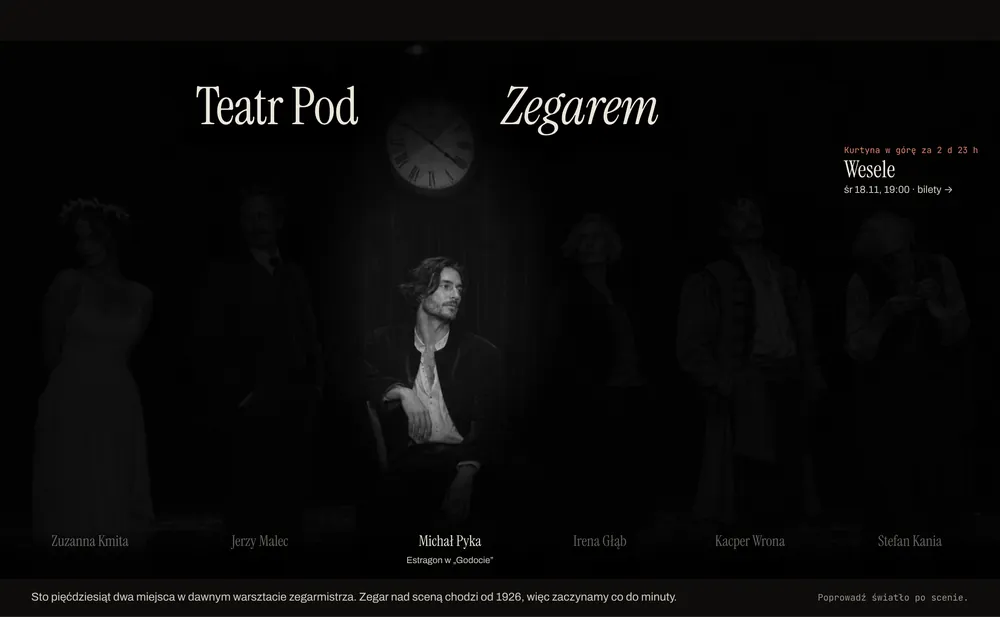 Teatr Pod Zegarem
Kurtyna w górę za 2 d 23 h
Wesele
śr 18.11, 19:00 · bilety →
Zuzanna Kmita
Jerzy Malec
Michał Pyka
Estragon w „Godocie”
Irena Głąb
Kacper Wrona
Stefan Kania
Sto pięćdziesiąt dwa miejsca w dawnym warsztacie zegarmistrza. Zegar nad sceną chodzi od 1926, więc zaczynamy co do minuty.
Poprowadź światło po scenie.